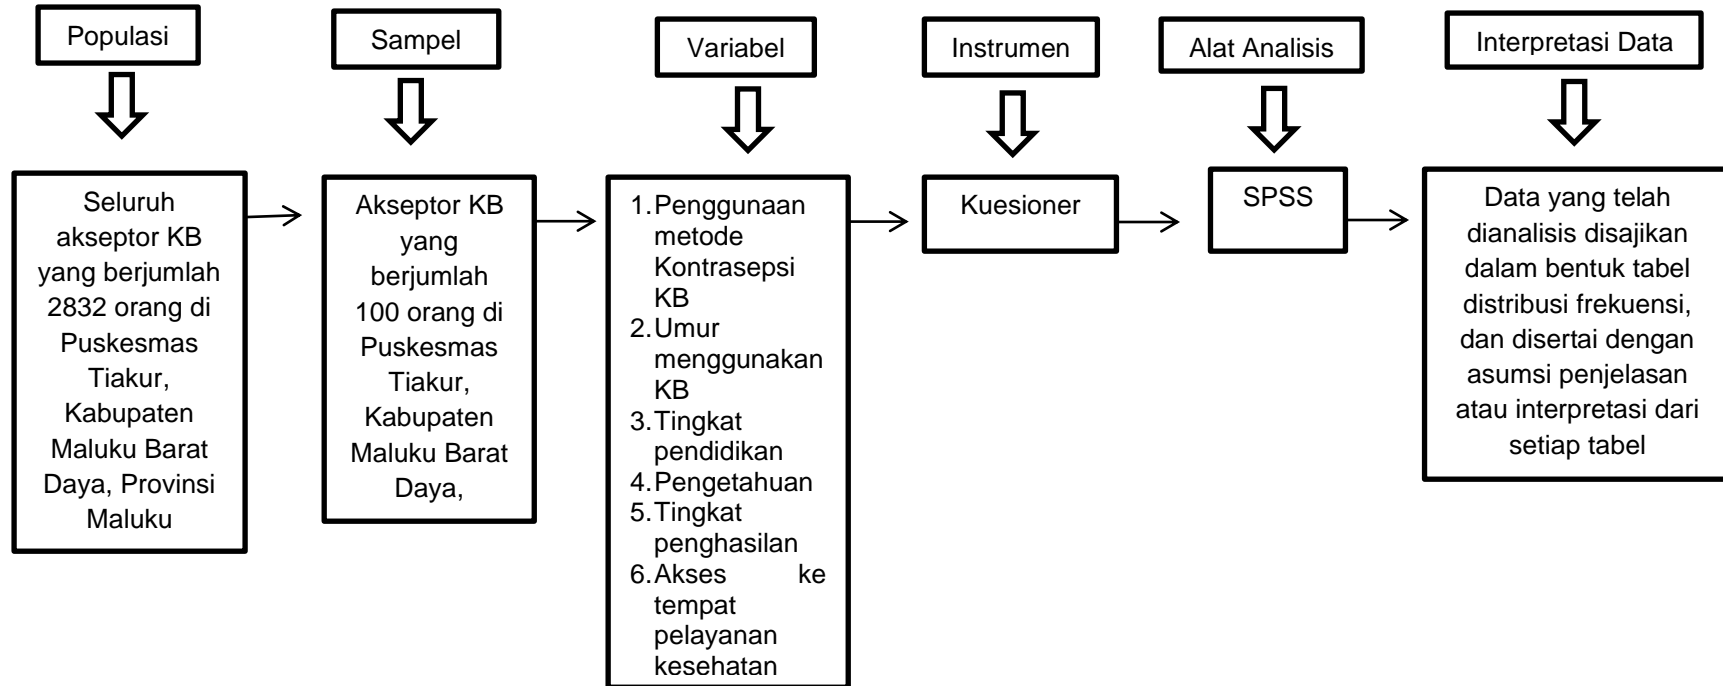 Populasi
Sampel
Variabel
Instrumen
Alat Analisis
Interpretasi Data
Seluruh
akseptor KB
yang berjumlah
2832 orang di
Puskesmas
Tiakur,
Kabupaten
Maluku Barat
Daya, Provinsi
Maluku
Akseptor KB
yang
berjumlah
100 orang di
Puskesmas
Tiakur,
Kabupaten
Maluku Barat
Daya,
1. Penggunaan
metode
Kontrasepsi
KB
2. Umur
menggunakan
KB
3. Tingkat
pendidikan
4. Pengetahuan
5. Tingkat
penghasilan
6. Akses ke
tempat
pelayanan
kesehatan
Kuesioner
SPSS
Data yang telah
dianalisis disajikan
dalam bentuk tabel
distribusi frekuensi,
dan disertai dengan
asumsi penjelasan
atau interpretasi dari
setiap tabel